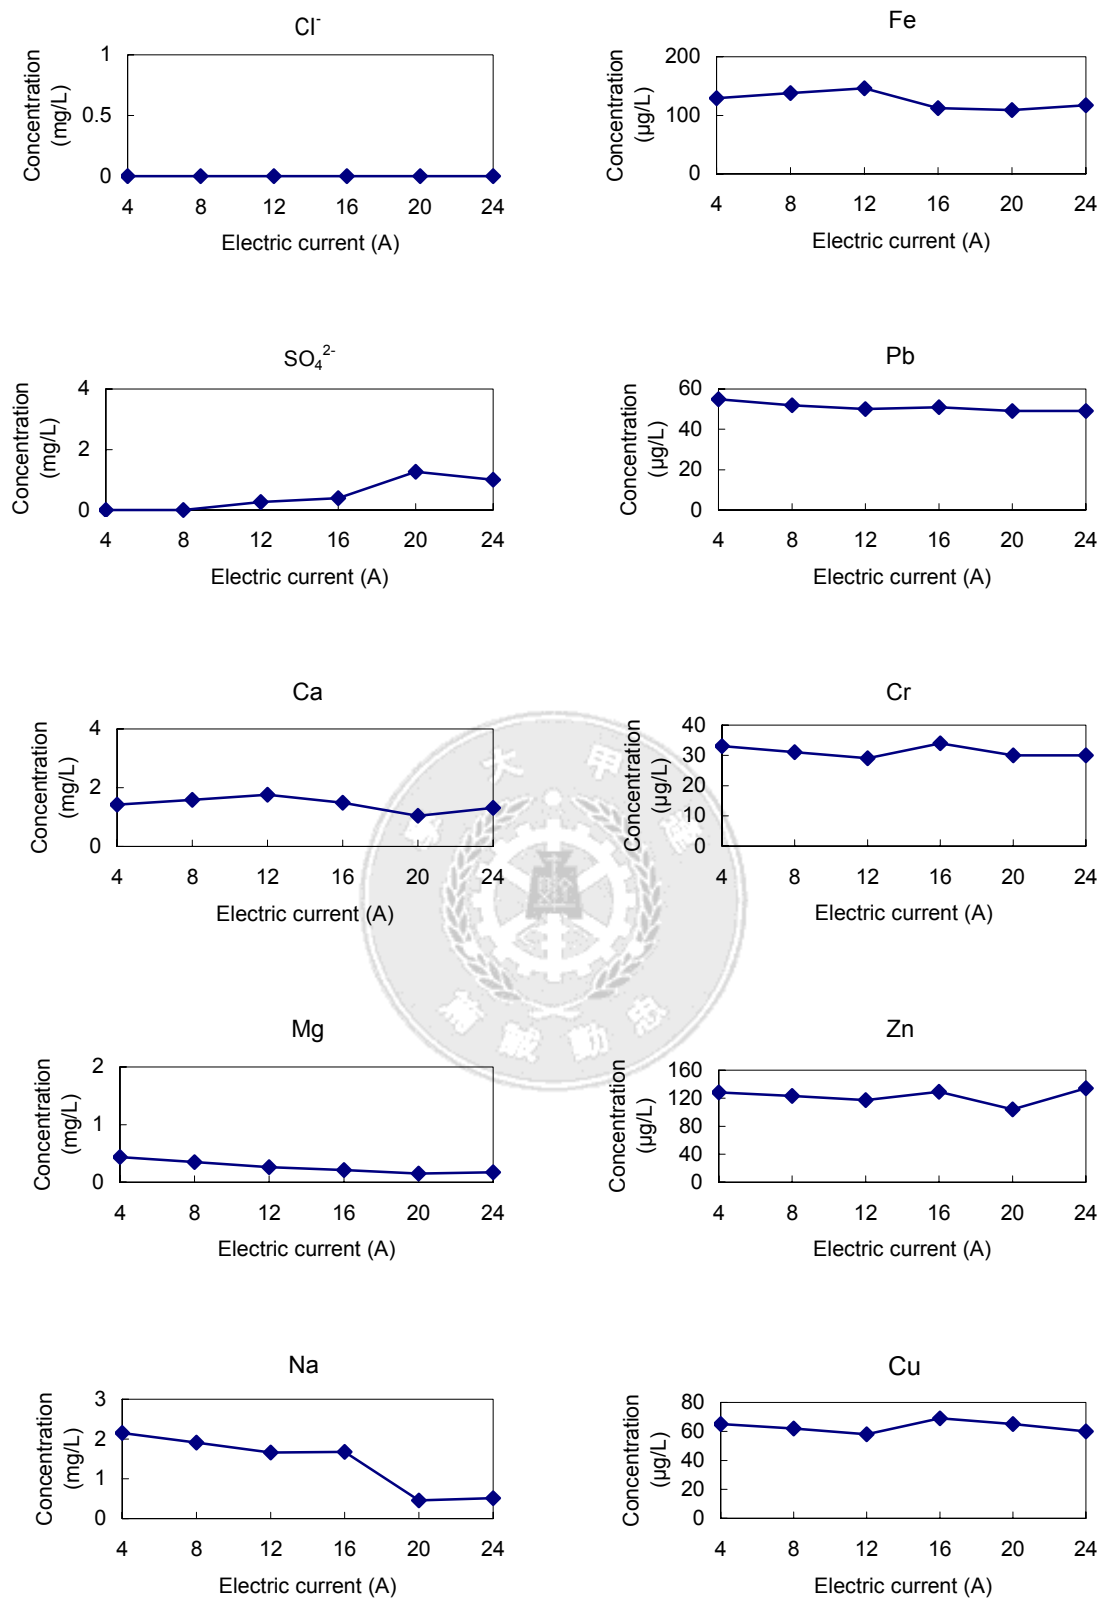 Cl⁻
Concentration
(mg/L)
1
0.5
0
4 8 12 16 20 24
Electric current (A)
Fe
Concentration
(µg/L)
200
100
0
4 8 12 16 20 24
Electric current (A)
SO₄²⁻
Concentration
(mg/L)
4
2
0
4 8 12 16 20 24
Electric current (A)
Pb
Concentration
(µg/L)
60
40
20
0
4 8 12 16 20 24
Electric current (A)
Ca
Concentration
(mg/L)
4
2
0
4 8 12 16 20 24
Electric current (A)
Cr
Concentration
(µg/L)
40
30
20
10
0
4 8 12 16 20 24
Electric current (A)
大 甲
Mg
Concentration
(mg/L)
2
1
0
4 8 12 16 20 24
Electric current (A)
Zn
Concentration
(µg/L)
160
120
80
40
0
4 8 12 16 20 24
Electric current (A)
誠 勤 忠
Na
Concentration
(mg/L)
3
2
1
0
4 8 12 16 20 24
Electric current (A)
Cu
Concentration
(µg/L)
80
60
40
20
0
4 8 12 16 20 24
Electric current (A)